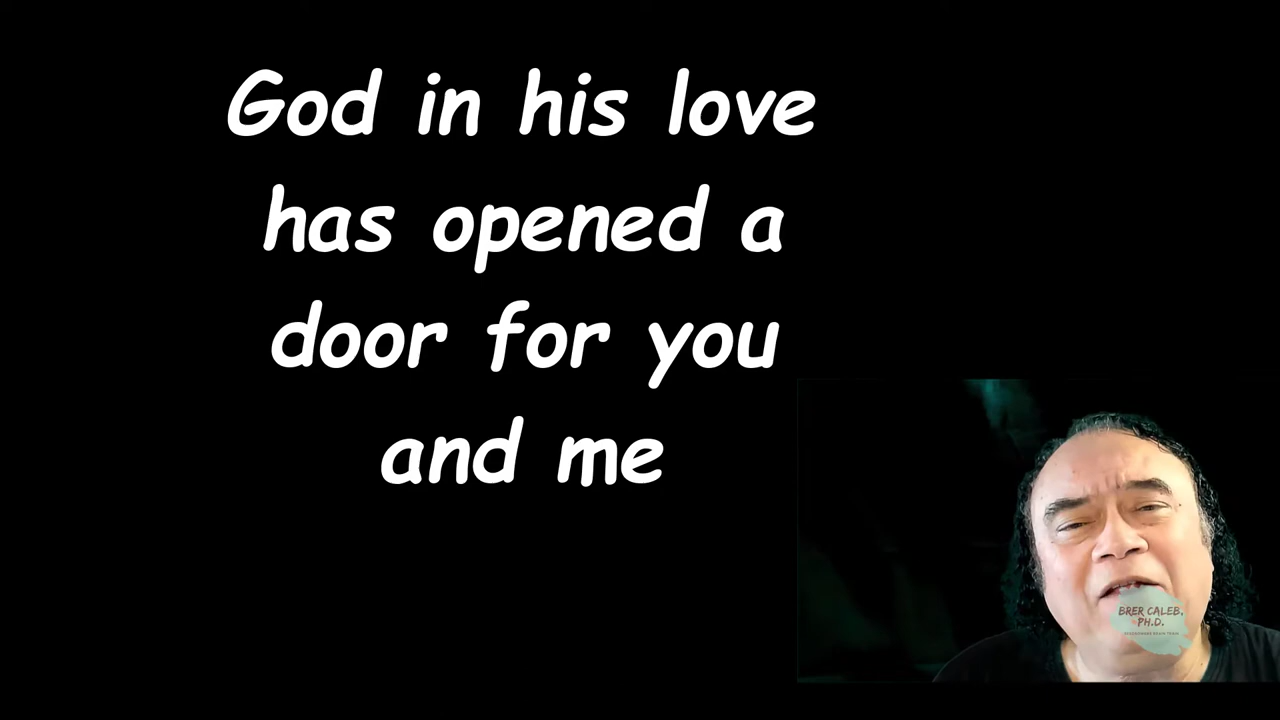 God in his love
has opened a
door for you
and me
BRER CALEB,
PH.D.